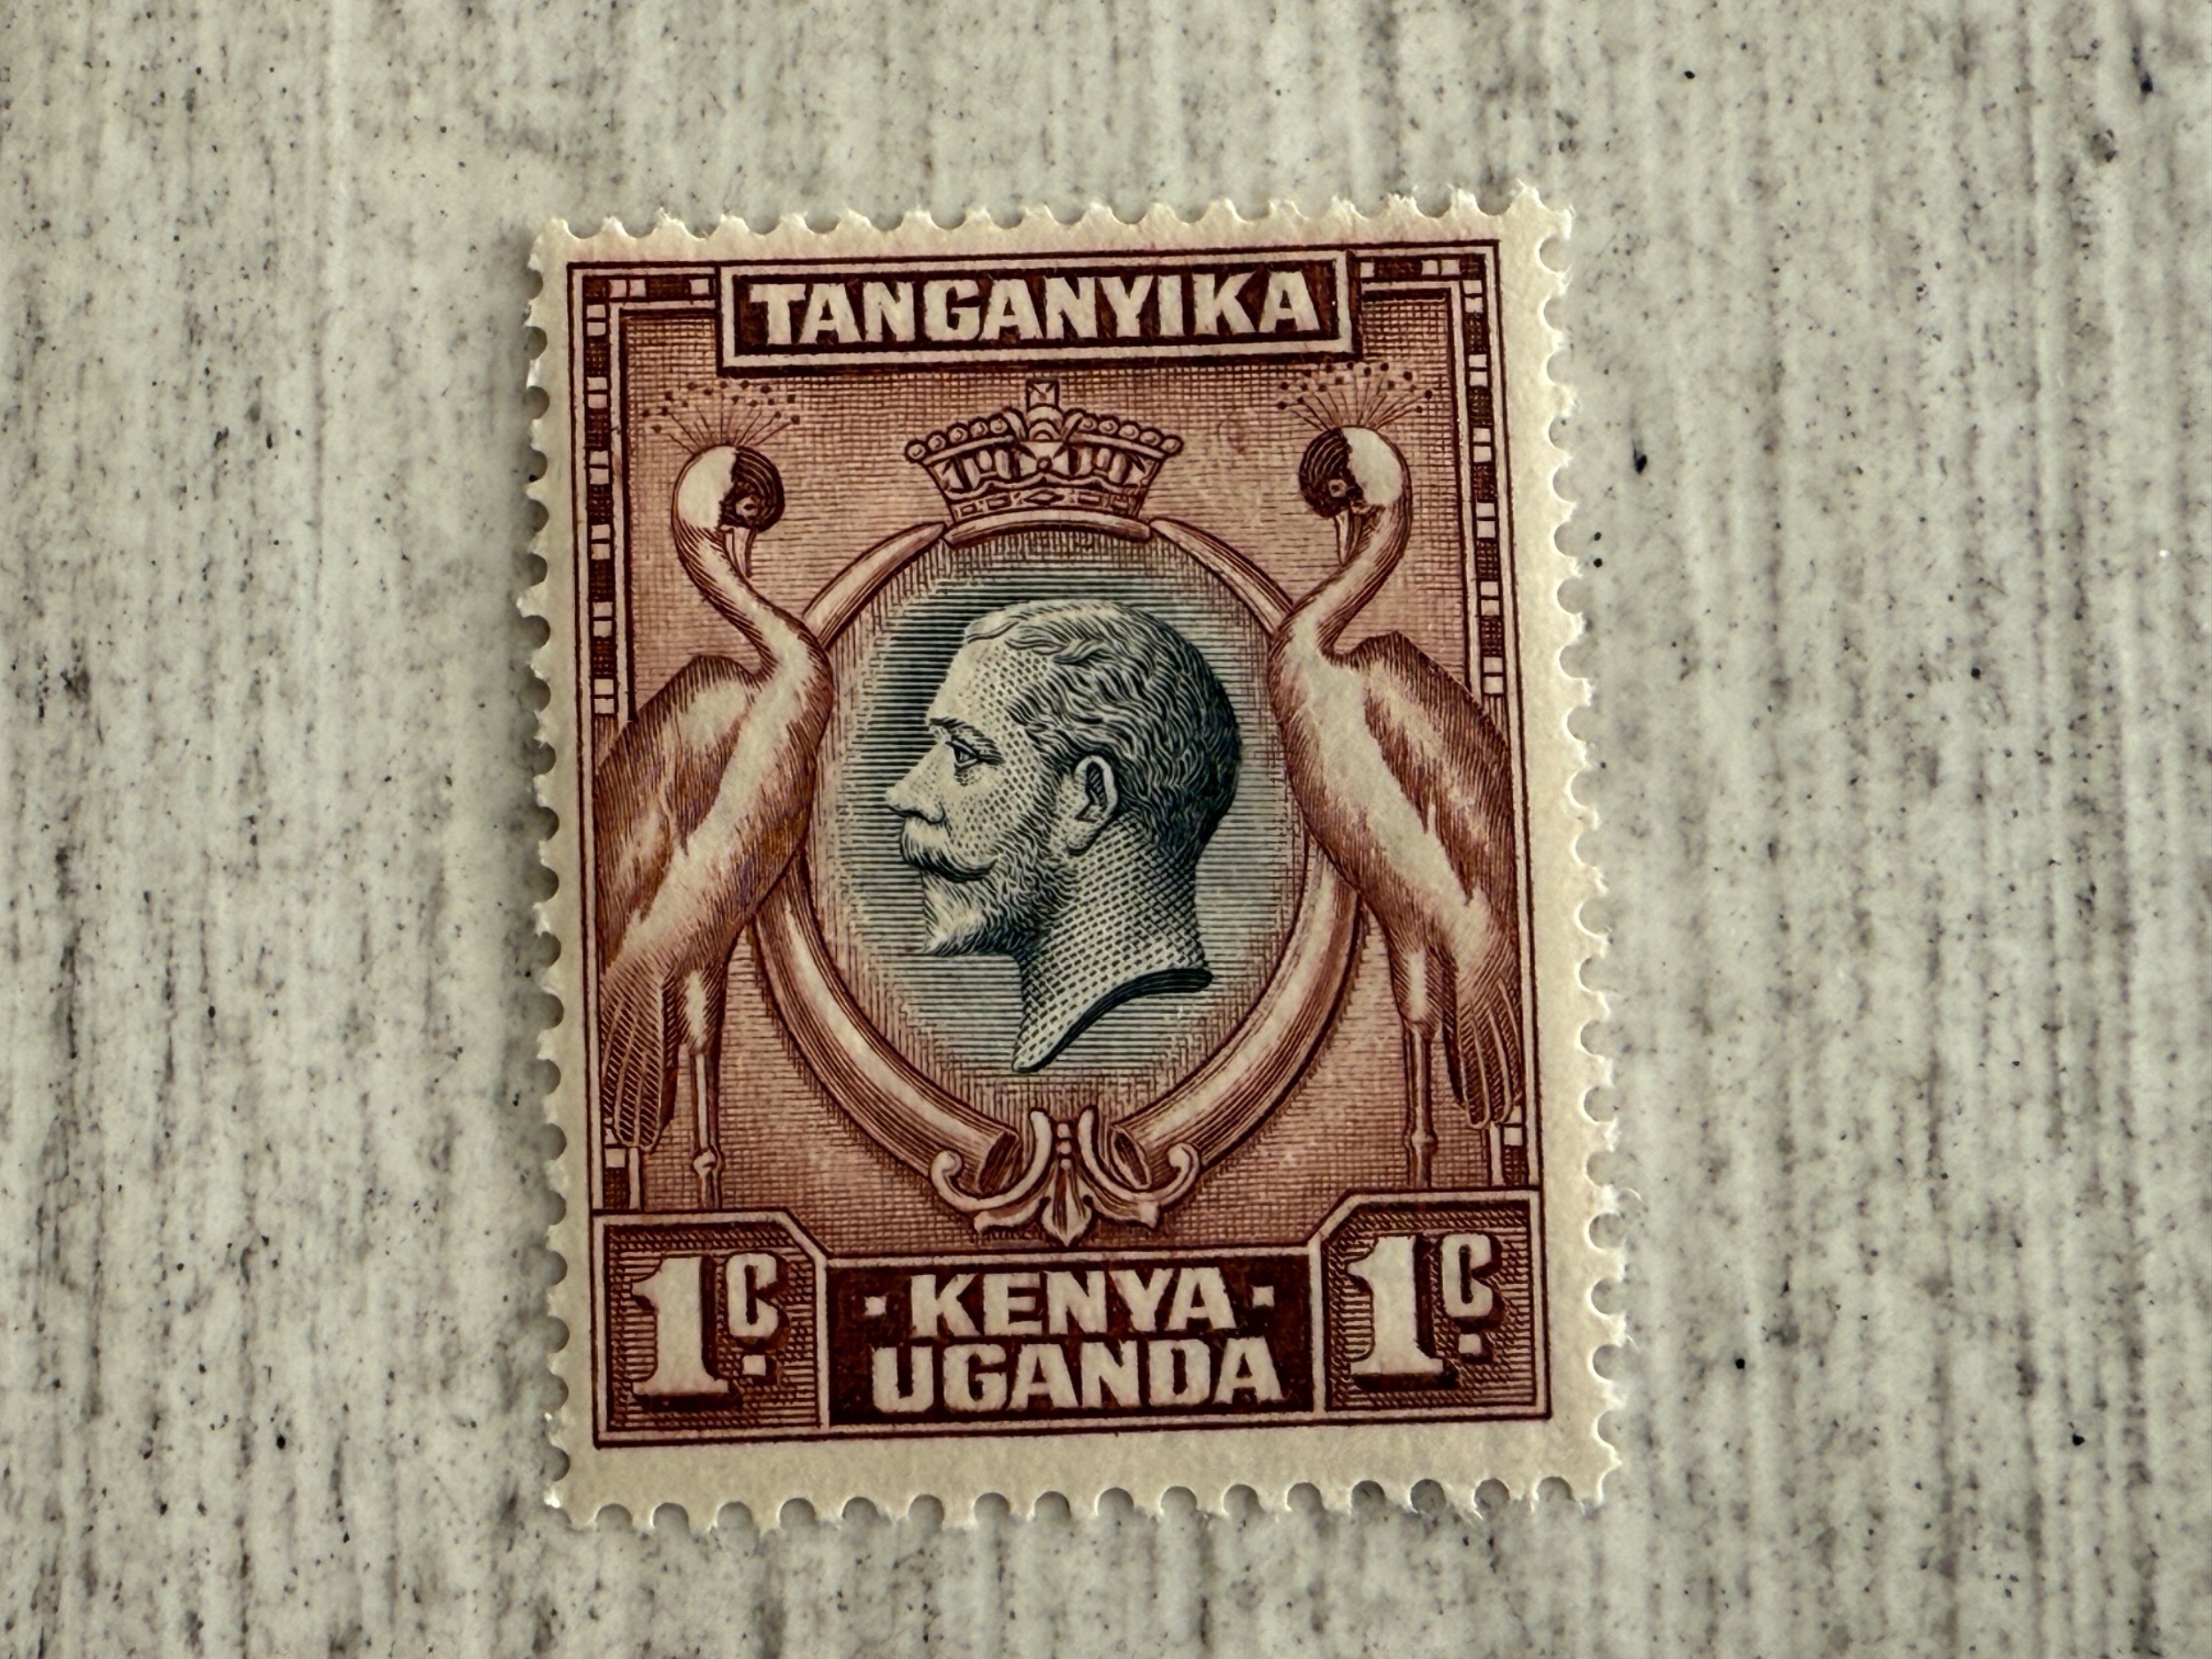 TANGANYIKA
1C. · KENYA · 1C.
UGANDA